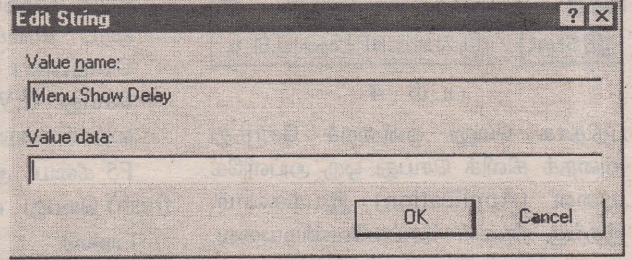 Edit String
? X
Value name:
Menu Show Delay
Value data:
OK Cancel